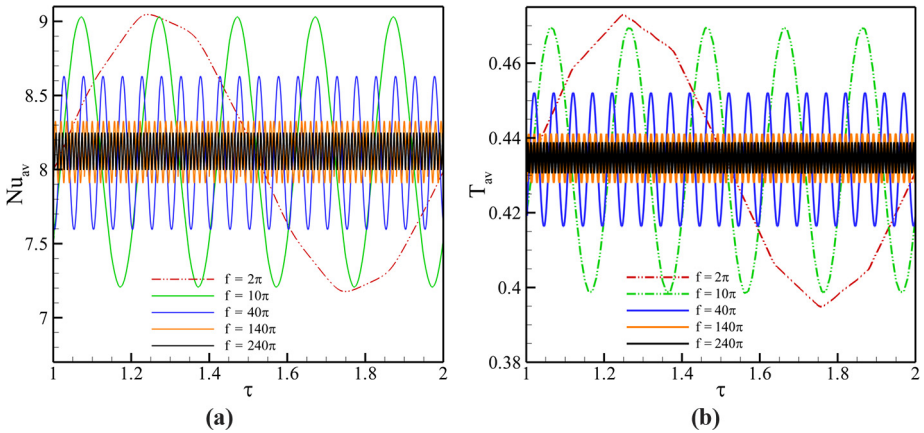 9
8.5
8
7.5
7
Nu_av
f = 2π
f = 10π
f = 40π
f = 140π
f = 240π
1 1.2 1.4 1.6 1.8 2
τ
(a)
0.46
0.44
0.42
0.4
0.38
T_av
f = 2π
f = 10π
f = 40π
f = 140π
f = 240π
1 1.2 1.4 1.6 1.8 2
τ
(b)